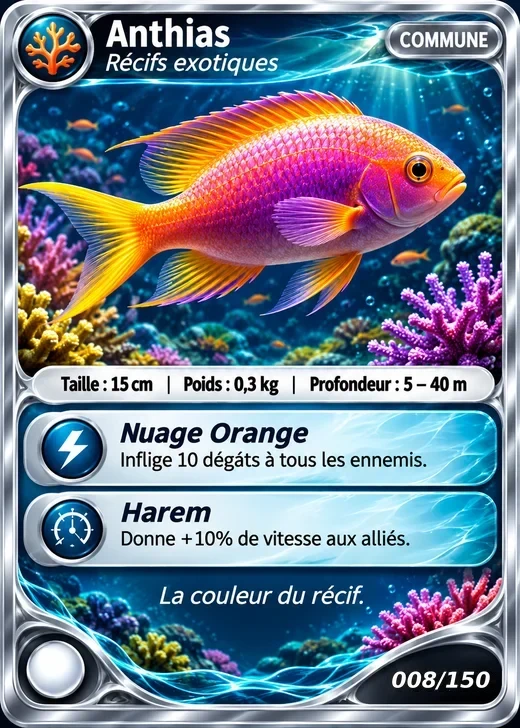 Anthias
Récifs exotiques
COMMUNE
Taille : 15 cm | Poids : 0,3 kg | Profondeur : 5 – 40 m
Nuage Orange
Inflige 10 dégáts à tous les ennemis.
Harem
Donne +10% de vitesse aux alliés.
La couleur du récif.
008/150